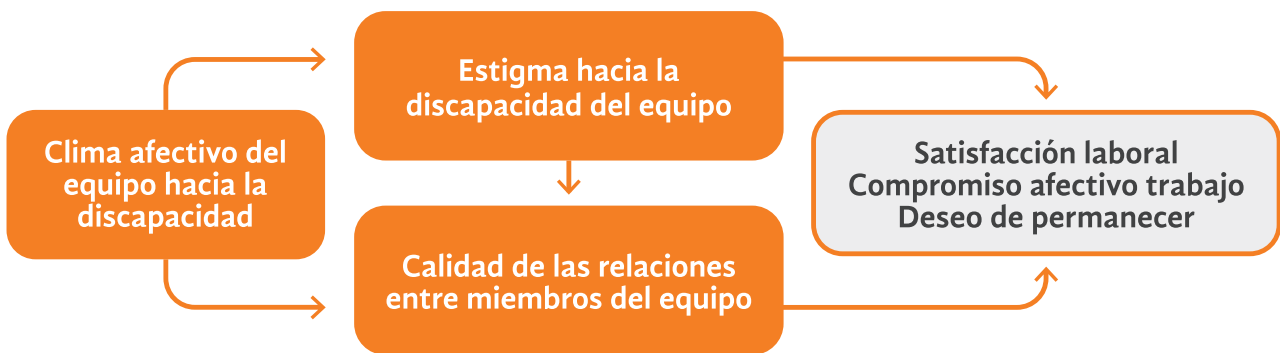 Clima afectivo del
equipo hacia la
discapacidad
Estigma hacia la
discapacidad del equipo
Calidad de las relaciones
entre miembros del equipo
Satisfacción laboral
Compromiso afectivo trabajo
Deseo de permanecer